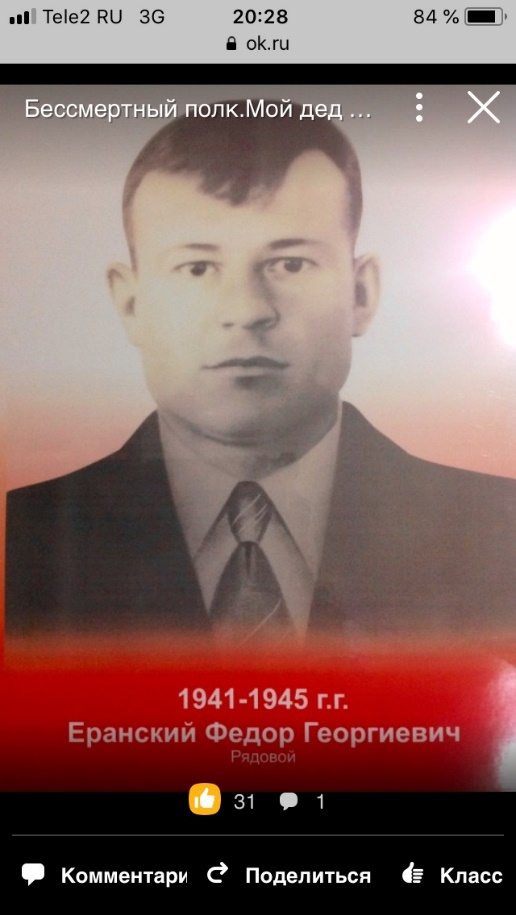 Tele2 RU 3G 20:28 84 %
ok.ru
Бессмертный полк.Мой дед ...
1941-1945 г.г.
Еранский Федор Георгиевич
Рядовой
31 1
Комментари Поделиться Класс